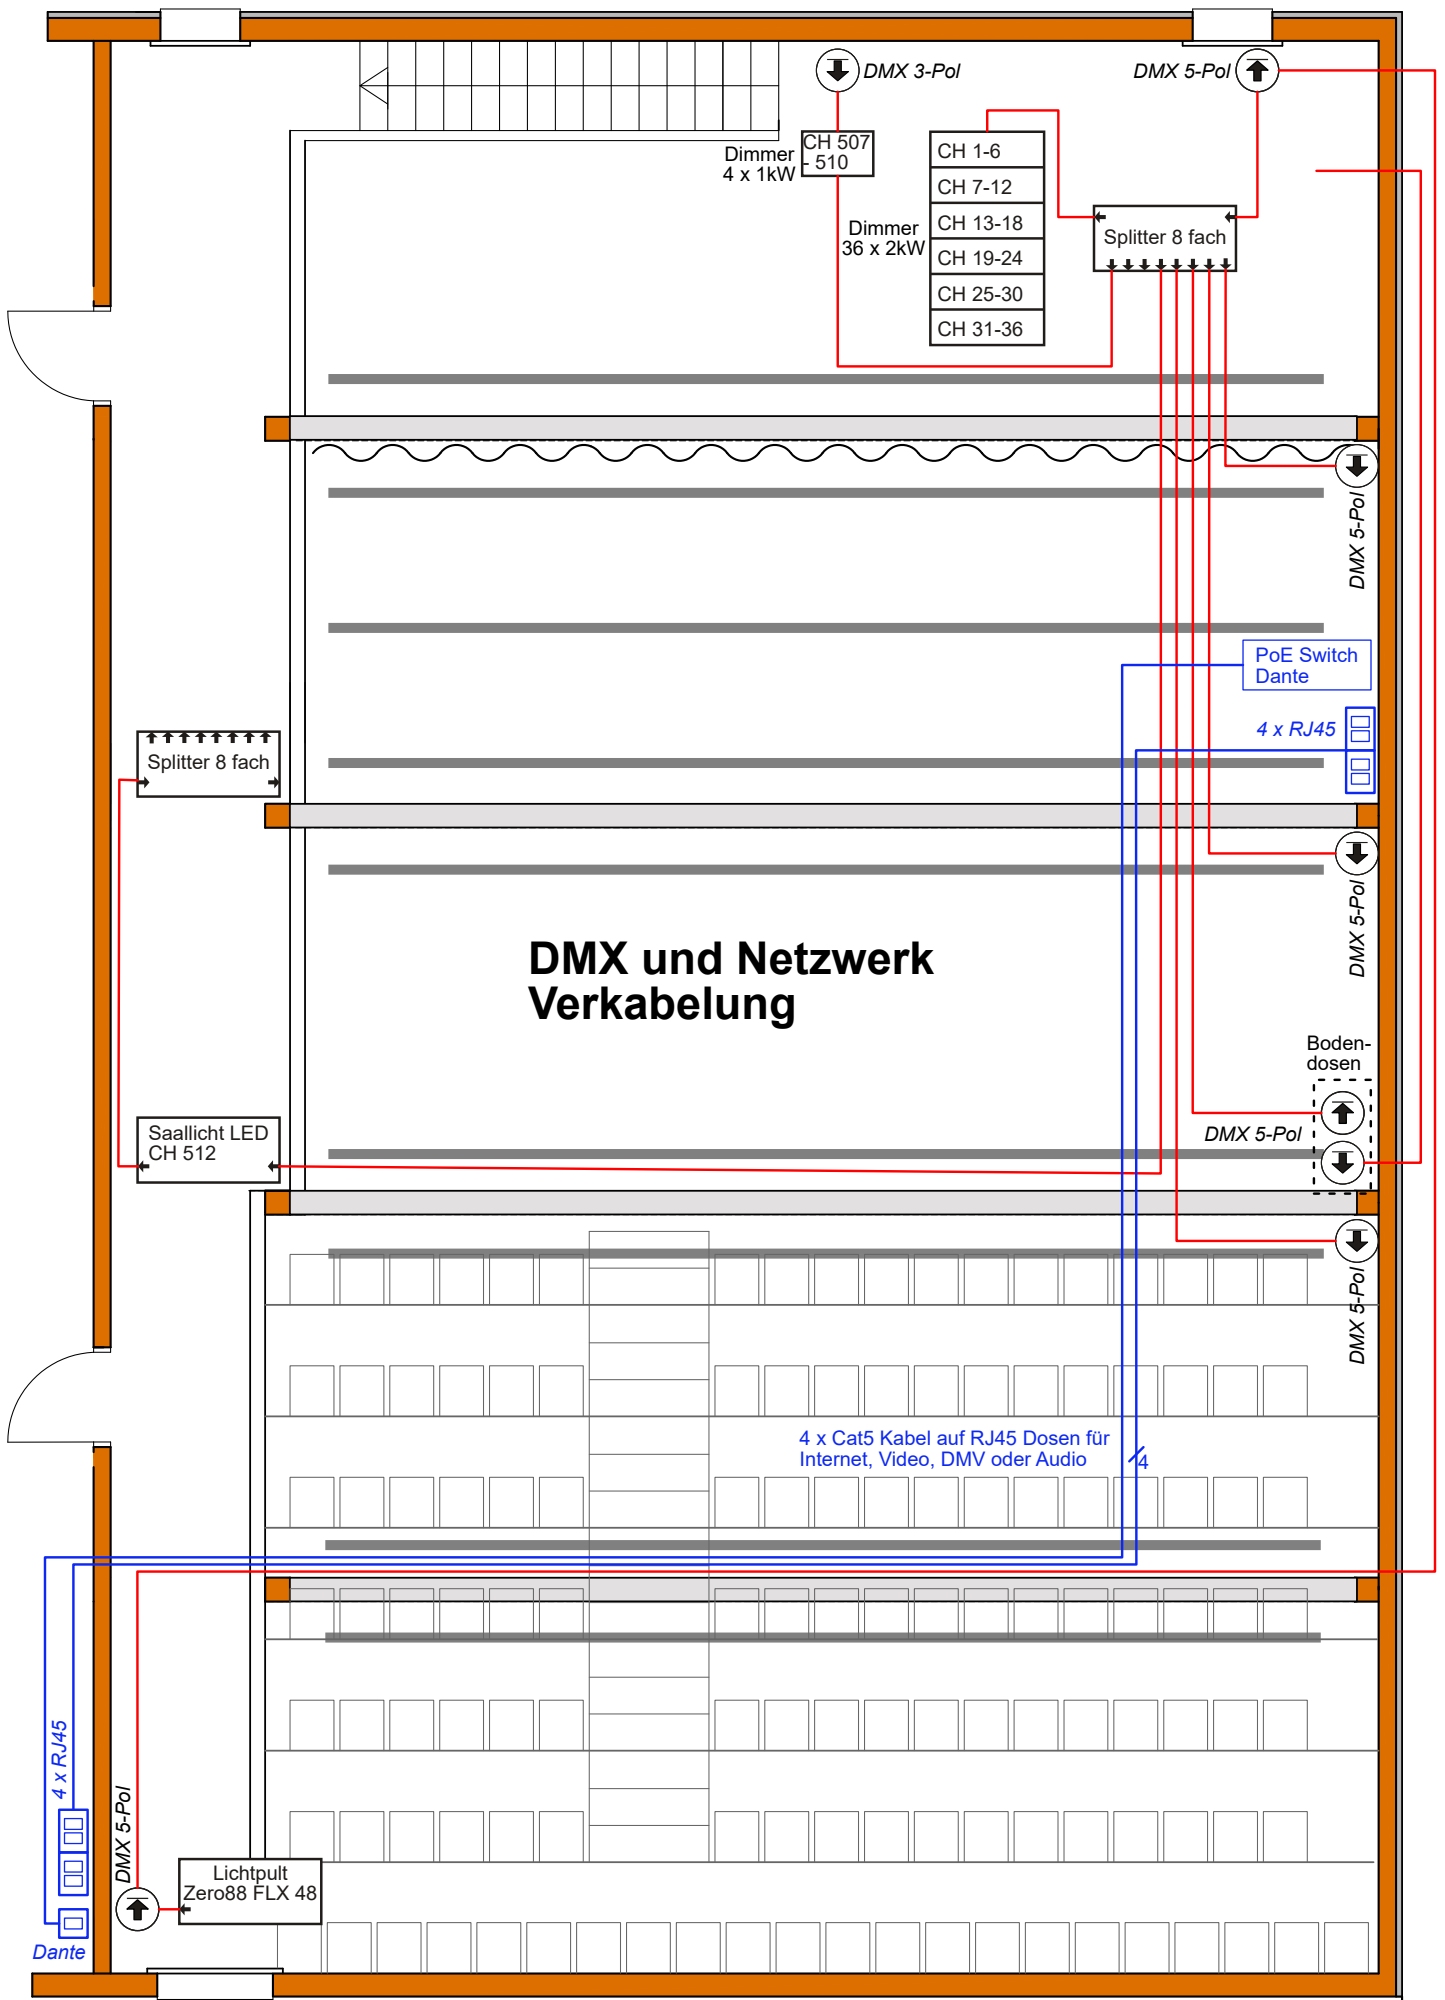 DMX 3-Pol
DMX 5-Pol
CH 507
- 510
Dimmer
4 x 1kW
CH 1-6
CH 7-12
CH 13-18
CH 19-24
CH 25-30
CH 31-36
Dimmer
36 x 2kW
Splitter 8 fach
DMX 5-Pol
PoE Switch
Dante
4 x RJ45
Splitter 8 fach
DMX 5-Pol
DMX und Netzwerk
Verkabelung
Boden-
dosen
DMX 5-Pol
Saallicht LED
CH 512
DMX 5-Pol
4 x Cat5 Kabel auf RJ45 Dosen für
Internet, Video, DMV oder Audio
4
4 x RJ45
DMX 5-Pol
Lichtpult
Zero88 FLX 48
Dante